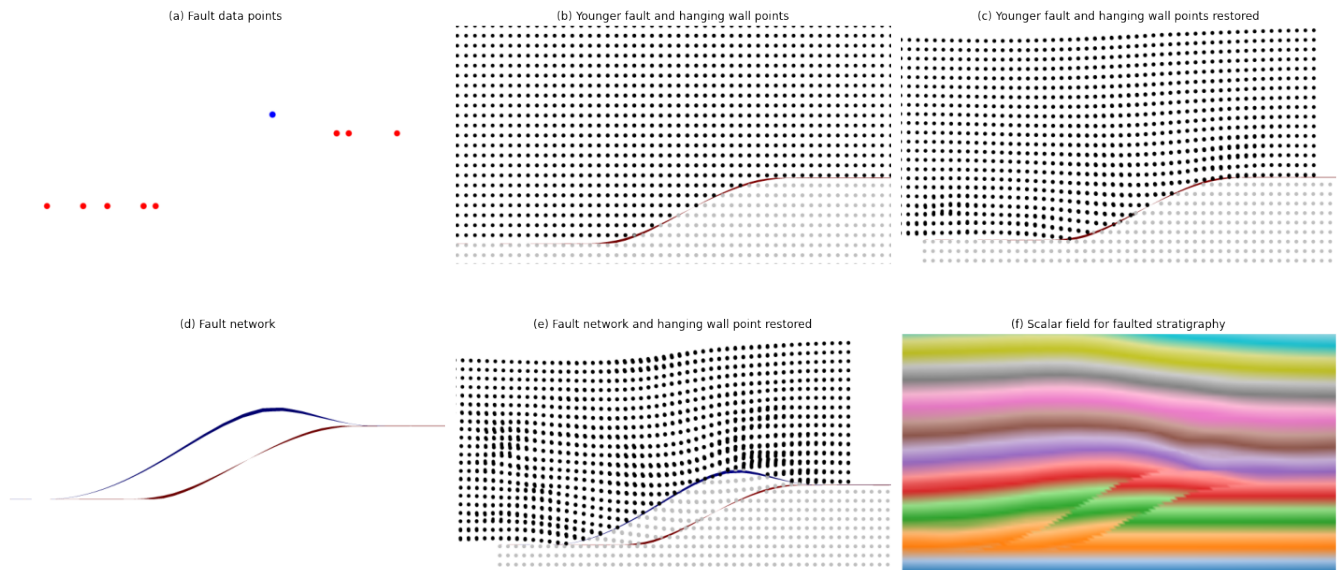 (a) Fault data points
(b) Younger fault and hanging wall points
(c) Younger fault and hanging wall points restored
(d) Fault network
(e) Fault network and hanging wall point restored
(f) Scalar field for faulted stratigraphy